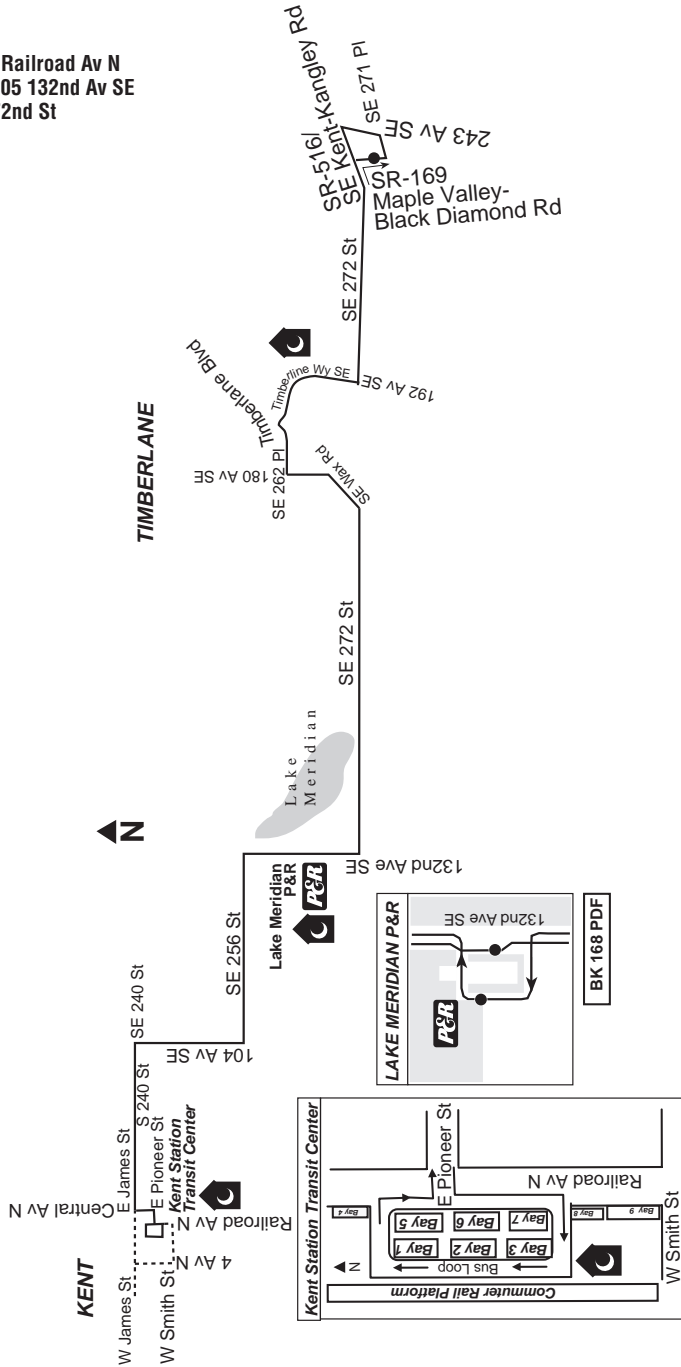 Railroad Av N
05 132nd Av SE
2nd St
SR-516/
SE Kent-Kangley Rd
SE 271 Pl
243 Av SE
SR-169
Maple Valley-
Black Diamond Rd
SE 272 St
192 Av SE
Timberline Wy SE
Timberlane Blvd
TIMBERLANE
SE 262 Pl
180 Av SE
SE Wax Rd
SE 272 St
Lake
Meridian
N
132nd Ave SE
Lake Meridian
P&R
P&R
SE 256 St
104 Av SE
SE 240 St
S 240 St
E James St
E Pioneer St
Kent Station
Transit Center
Central Av N
Railroad Av N
4 Av N
KENT
W James St
W Smith St
LAKE MERIDIAN P&R
132nd Ave SE
P&R
BK 168 PDF
Kent Station Transit Center
E Pioneer St
Railroad Av N
Bay 4
Bay 5
Bay 6
Bay 7
Bay 8
Bay 9
Bay 1
Bay 2
Bay 3
Bus Loop
N
Commuter Rail Platform
W Smith St